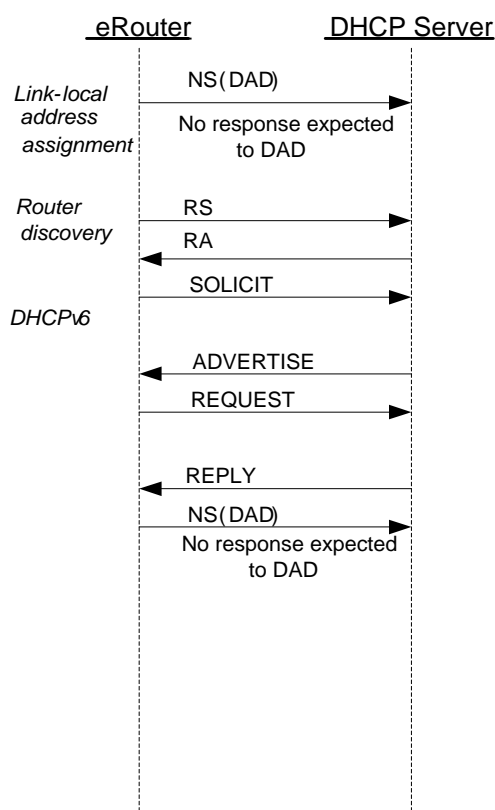 eRouter DHCP Server
NS(DAD)
Link-local
address
assignment
No response expected
to DAD
Router
discovery
RS
RA
SOLICIT
DHCPv6
ADVERTISE
REQUEST
REPLY
NS(DAD)
No response expected
to DAD